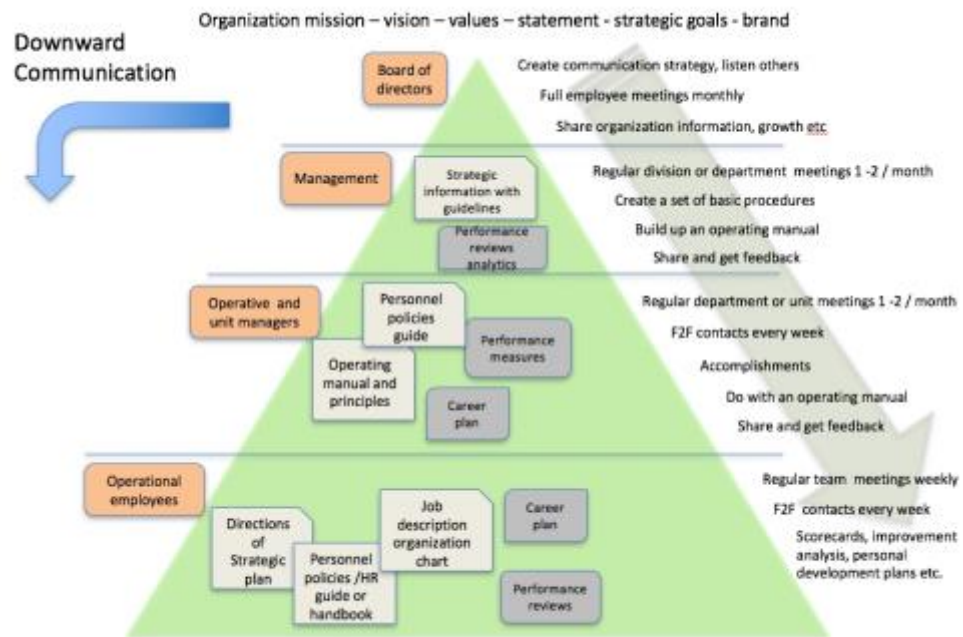 Organization mission – vision – values – statement - strategic goals - brand
Downward
Communication
Board of
directors
Create communication strategy, listen others
Full employee meetings monthly
Share organization information, growth etc
Management
Strategic
information with
guidelines
Performance
reviews
analytics
Regular division or department meetings 1 -2 / month
Create a set of basic procedures
Build up an operating manual
Share and get feedback
Operative and
unit managers
Personnel
policies
guide
Performance
measures
Operating
manual and
principles
Career
plan
Regular department or unit meetings 1 -2 / month
F2F contacts every week
Accomplishments
Do with an operating manual
Share and get feedback
Operational
employees
Directions
of
Strategic
plan
Personnel
policies /HR
guide or
handbook
Job
description
organization
chart
Career
plan
Performance
reviews
Regular team meetings weekly
F2F contacts every week
Scorecards, improvement
analysis, personal
development plans etc.